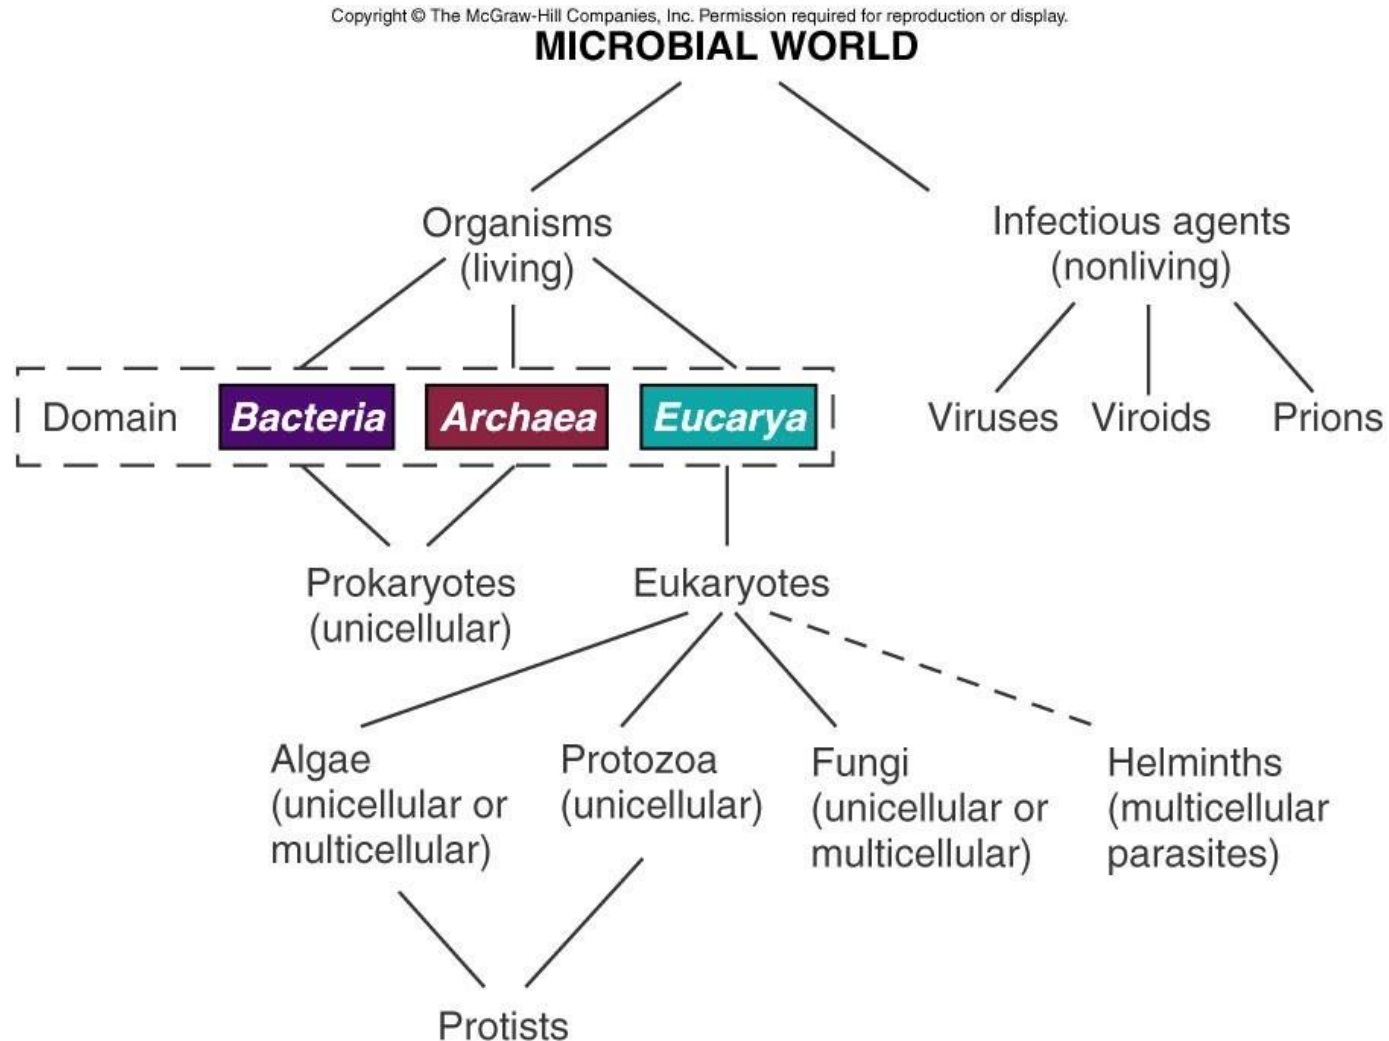 Copyright © The McGraw-Hill Companies, Inc. Permission required for reproduction or display.
MICROBIAL WORLD
Organisms
(living)
Infectious agents
(nonliving)
Domain
Bacteria
Archaea
Eucarya
Viruses
Viroids
Prions
Prokaryotes
(unicellular)
Eukaryotes
Algae
(unicellular or
multicellular)
Protozoa
(unicellular)
Fungi
(unicellular or
multicellular)
Helminths
(multicellular
parasites)
Protists